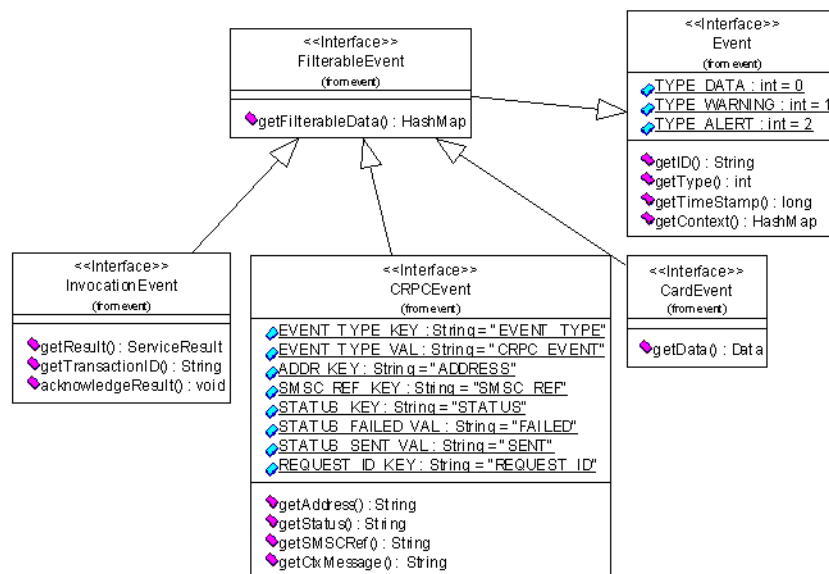 <<Interface>>
FilterableEvent
(from event)
getFilterableData() : HashMap
<<Interface>>
Event
(from event)
TYPE_DATA : int = 0
TYPE_WARNING : int = 1
TYPE_ALERT : int = 2
getID() : String
getType() : int
getTimeStamp() : long
getContext() : HashMap
<<Interface>>
InvocationEvent
(from event)
getResult() : ServiceResult
getTransactionID() : String
acknowledgeResult() : void
<<Interface>>
CRPCEvent
(from event)
EVENT_TYPE_KEY : String = "EVENT_TYPE"
EVENT_TYPE_VAL : String = "CRPC_EVENT"
ADDR_KEY : String = "ADDRESS"
SMSC_REF_KEY : String = "SMSC_REF"
STATUS_KEY : String = "STATUS"
STATUS_FAILED_VAL : String = "FAILED"
STATUS_SENT_VAL : String = "SENT"
REQUEST_ID_KEY : String = "REQUEST_ID"
getAddress() : String
getStatus() : String
getSMSCRef() : String
getCtxMessage() : String
<<Interface>>
CardEvent
(from event)
getData() : Data